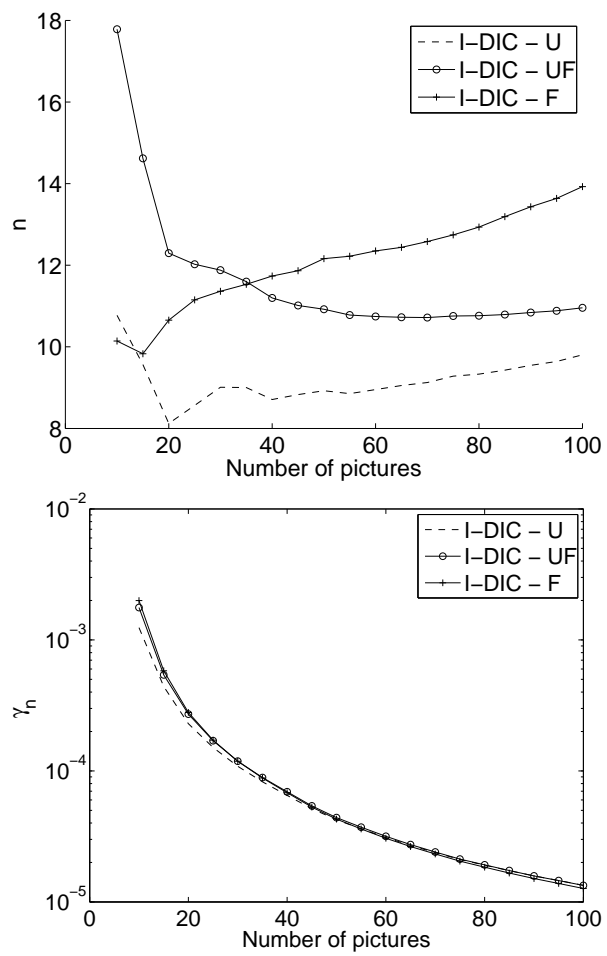 18
16
14
12
10
8
n
0
20
40
60
80
100
Number of pictures
I−DIC − U
I−DIC − UF
I−DIC − F
10−2
10−3
10−4
10−5
γn
0
20
40
60
80
100
Number of pictures
I−DIC − U
I−DIC − UF
I−DIC − F